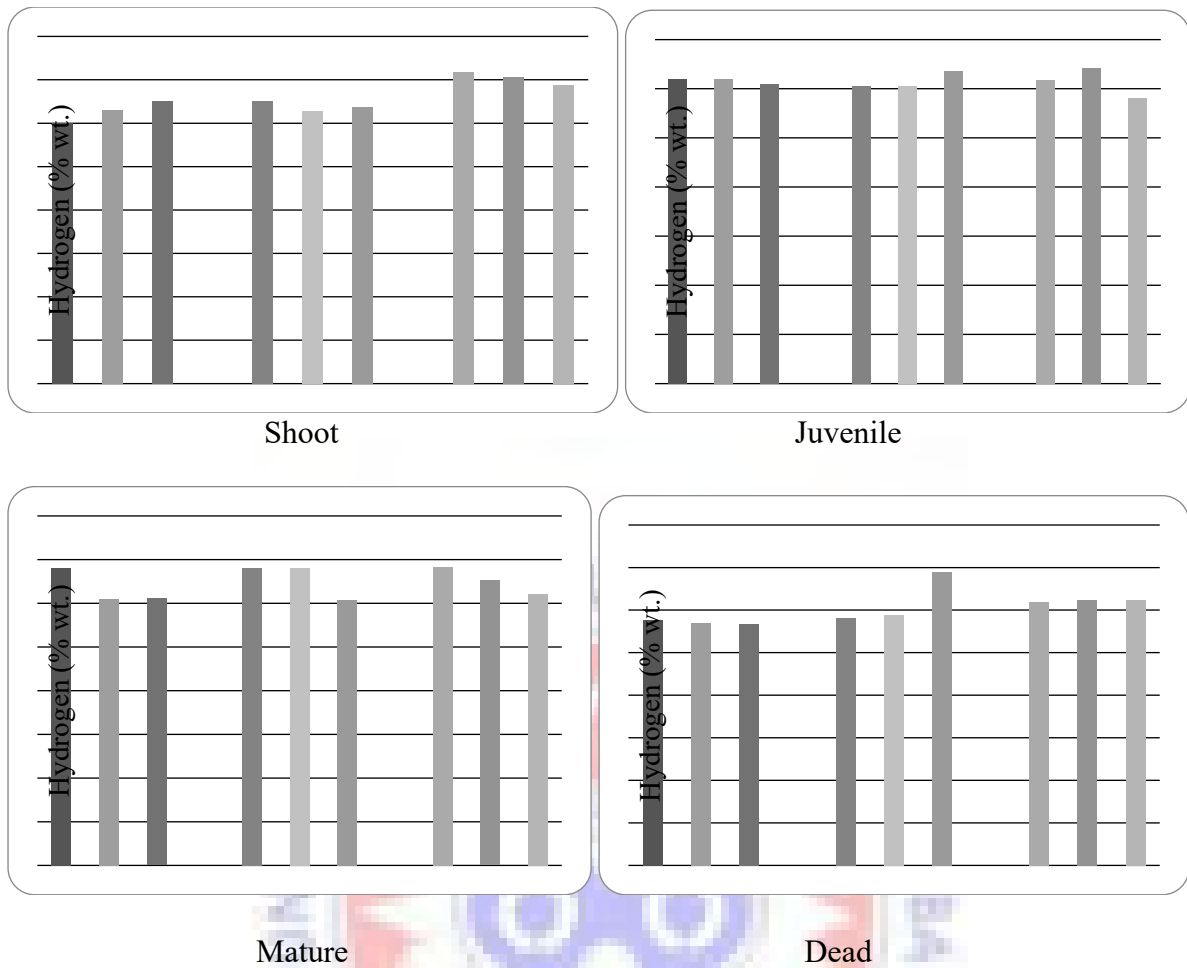 Hydrogen (% wt.)
Hydrogen (% wt.)
Shoot
Juvenile
Hydrogen (% wt.)
Hydrogen (% wt.)
Mature
Dead